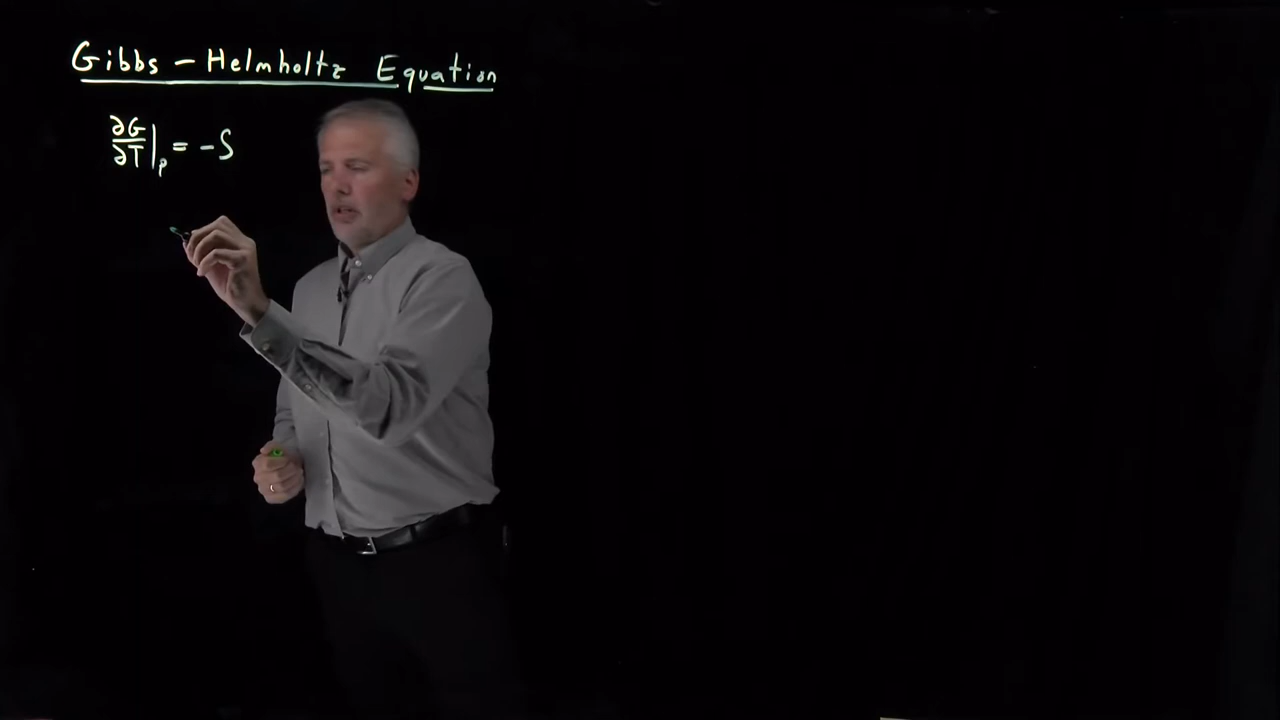 Gibbs - Helmholtz Equation
∂G/∂T|p = -S